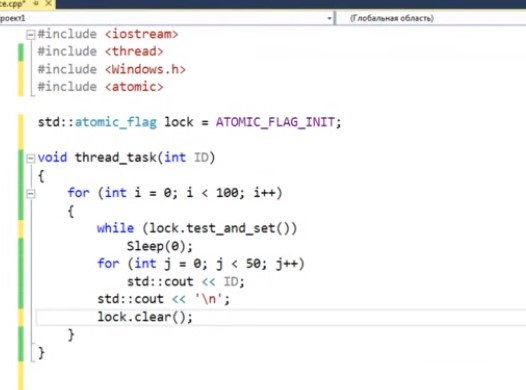 ce.cpp*
роект1
(Глобальная область)
#include <iostream>
#include <thread>
#include <Windows.h>
#include <atomic>
std::atomic_flag lock = ATOMIC_FLAG_INIT;
void thread_task(int ID)
{
for (int i = 0; i < 100; i++)
{
while (lock.test_and_set())
Sleep(0);
for (int j = 0; j < 50; j++)
std::cout << ID;
std::cout << '\n';
lock.clear();
}
}